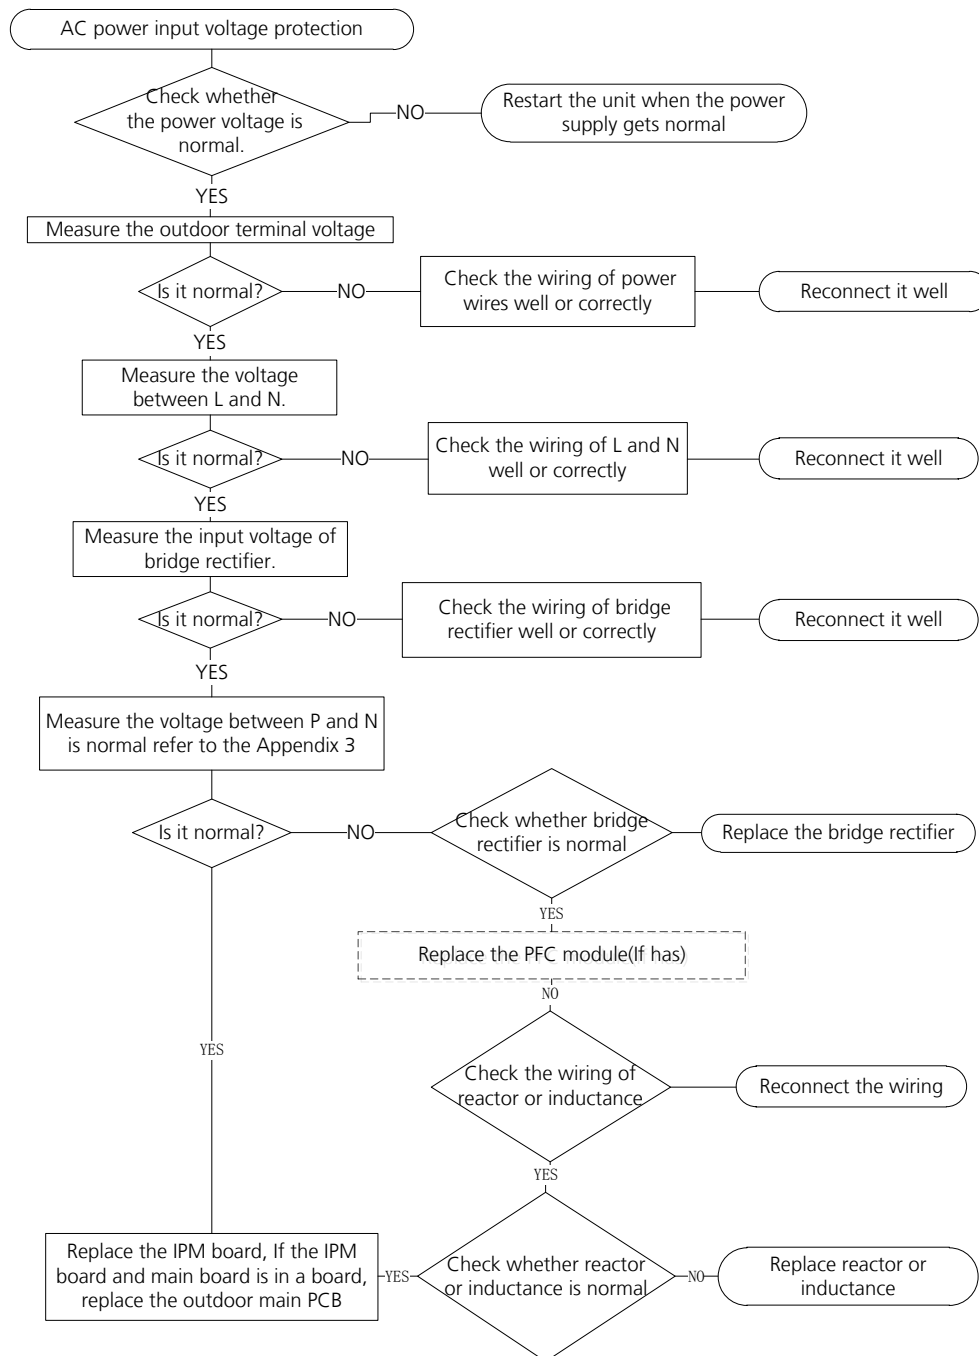 AC power input voltage protection
Check whether
the power voltage is
normal.
NO
Restart the unit when the power
supply gets normal
YES
Measure the outdoor terminal voltage
Is it normal?
NO
Check the wiring of power
wires well or correctly
Reconnect it well
YES
Measure the voltage
between L and N.
Is it normal?
NO
Check the wiring of L and N
well or correctly
Reconnect it well
YES
Measure the input voltage of
bridge rectifier.
Is it normal?
NO
Check the wiring of bridge
rectifier well or correctly
Reconnect it well
YES
Measure the voltage between P and N
is normal refer to the Appendix 3
Is it normal?
NO
Check whether bridge
rectifier is normal
Replace the bridge rectifier
YES
Replace the PFC module(If has)
NO
YES
Check the wiring of
reactor or inductance
Reconnect the wiring
YES
Replace the IPM board, If the IPM
board and main board is in a board,
replace the outdoor main PCB
YES
Check whether reactor
or inductance is normal
NO
Replace reactor or
inductance